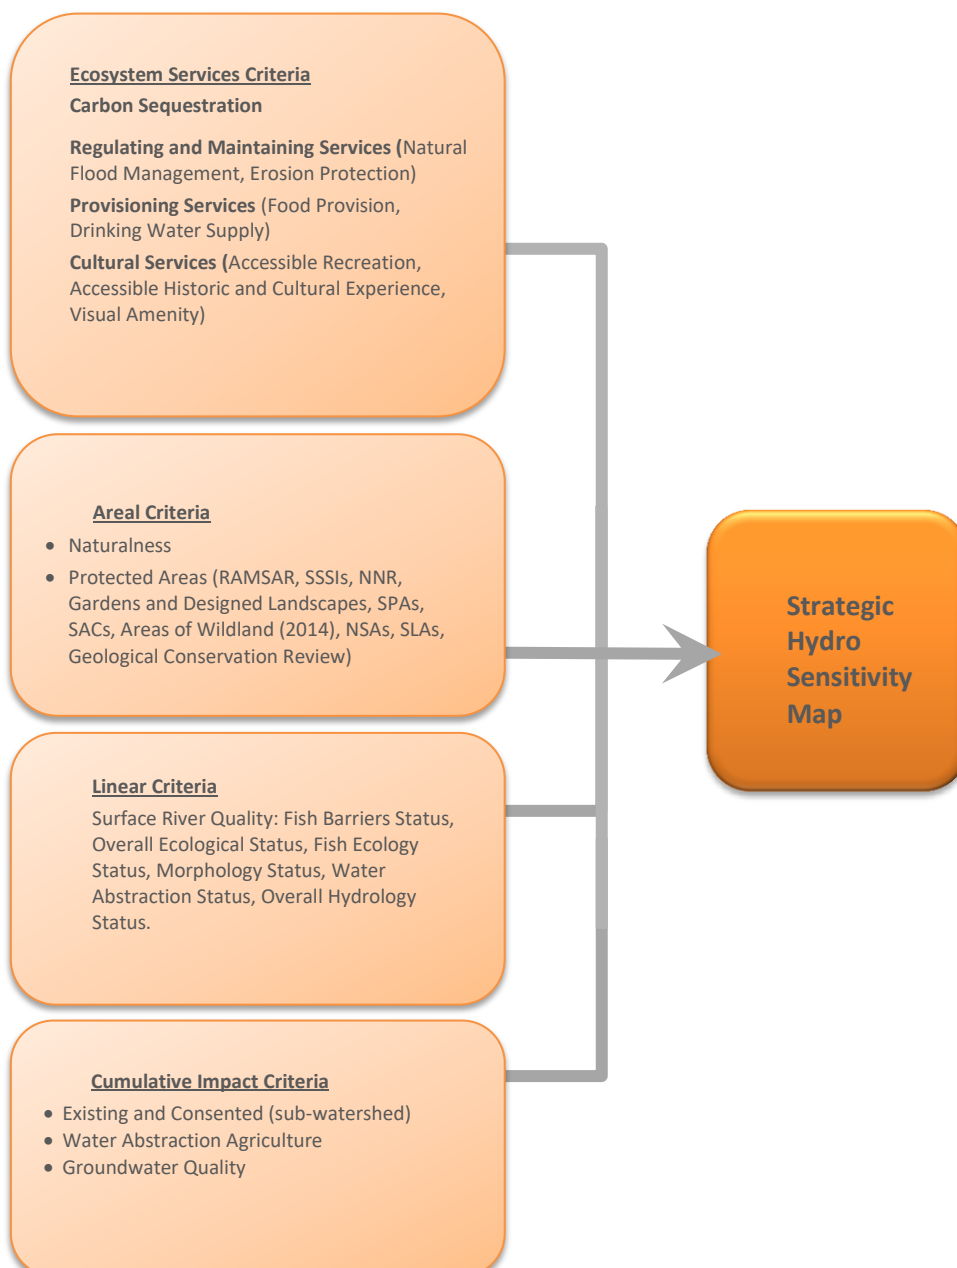 Ecosystem Services Criteria
Carbon Sequestration
Regulating and Maintaining Services (Natural
Flood Management, Erosion Protection)
Provisioning Services (Food Provision,
Drinking Water Supply)
Cultural Services (Accessible Recreation,
Accessible Historic and Cultural Experience,
Visual Amenity)
Areal Criteria
• Naturalness
• Protected Areas (RAMSAR, SSSIs, NNR,
Gardens and Designed Landscapes, SPAs,
SACs, Areas of Wildland (2014), NSAs, SLAs,
Geological Conservation Review)
Linear Criteria
Surface River Quality: Fish Barriers Status,
Overall Ecological Status, Fish Ecology
Status, Morphology Status, Water
Abstraction Status, Overall Hydrology
Status.
Cumulative Impact Criteria
• Existing and Consented (sub-watershed)
• Water Abstraction Agriculture
• Groundwater Quality
Strategic
Hydro
Sensitivity
Map